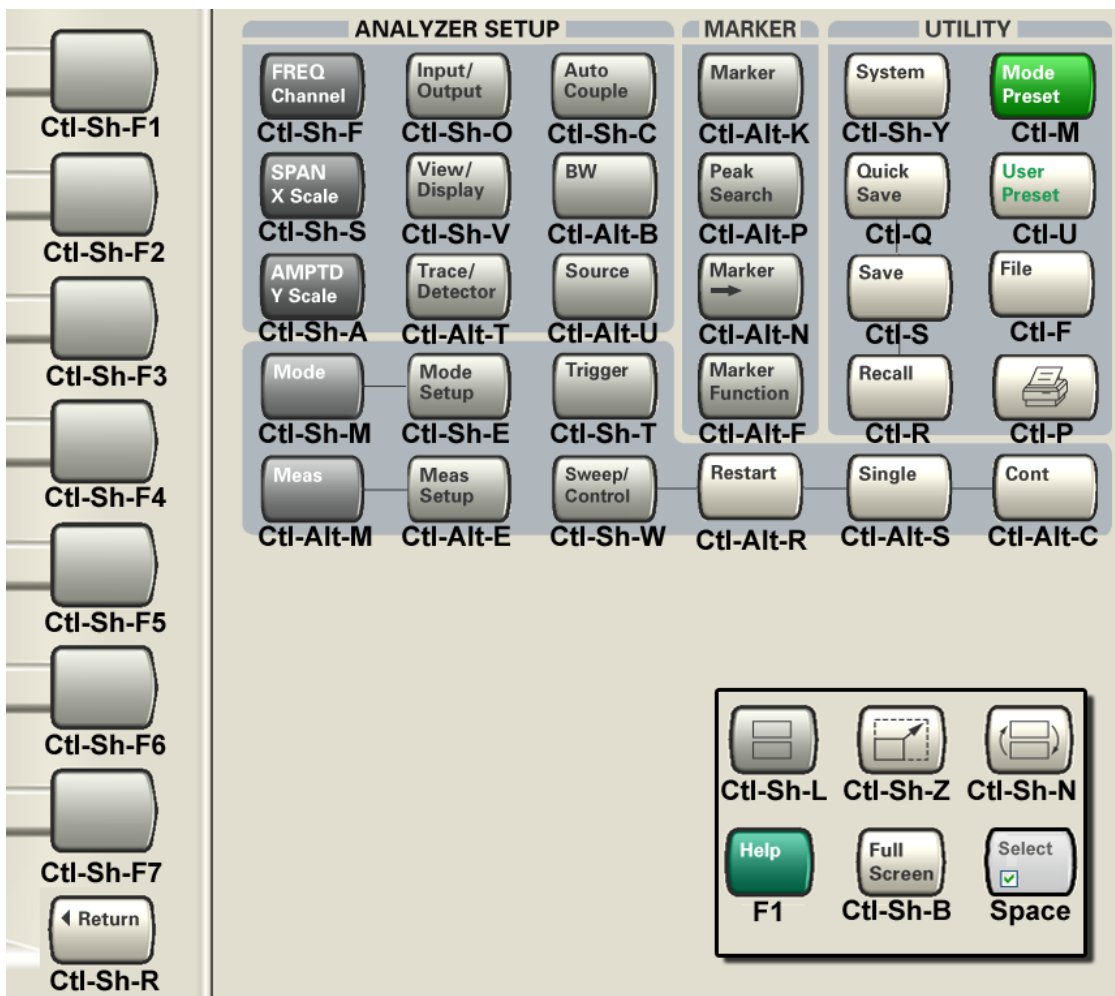 ANALYZER SETUP
MARKER
UTILITY
FREQ
Channel
Ctl-Sh-F
Input/
Output
Ctl-Sh-O
Auto
Couple
Ctl-Sh-C
Marker
Ctl-Alt-K
System
Ctl-Sh-Y
Mode
Preset
Ctl-M
SPAN
X Scale
Ctl-Sh-S
View/
Display
Ctl-Sh-V
BW
Ctl-Alt-B
Peak
Search
Ctl-Alt-P
Quick
Save
Ctl-Q
User
Preset
Ctl-U
AMPTD
Y Scale
Ctl-Sh-A
Trace/
Detector
Ctl-Alt-T
Source
Ctl-Alt-U
Marker
Ctl-Alt-N
Save
Ctl-S
File
Ctl-F
Mode
Ctl-Sh-M
Mode
Setup
Ctl-Sh-E
Trigger
Ctl-Sh-T
Marker
Function
Ctl-Alt-F
Recall
Ctl-R
Ctl-P
Meas
Ctl-Alt-M
Meas
Setup
Ctl-Alt-E
Sweep/
Control
Ctl-Sh-W
Restart
Ctl-Alt-R
Single
Ctl-Alt-S
Cont
Ctl-Alt-C
Ctl-Sh-F1
Ctl-Sh-F2
Ctl-Sh-F3
Ctl-Sh-F4
Ctl-Sh-F5
Ctl-Sh-F6
Ctl-Sh-F7
Return
Ctl-Sh-R
Ctl-Sh-L
Ctl-Sh-Z
Ctl-Sh-N
Help
F1
Full
Screen
Ctl-Sh-B
Select
Space